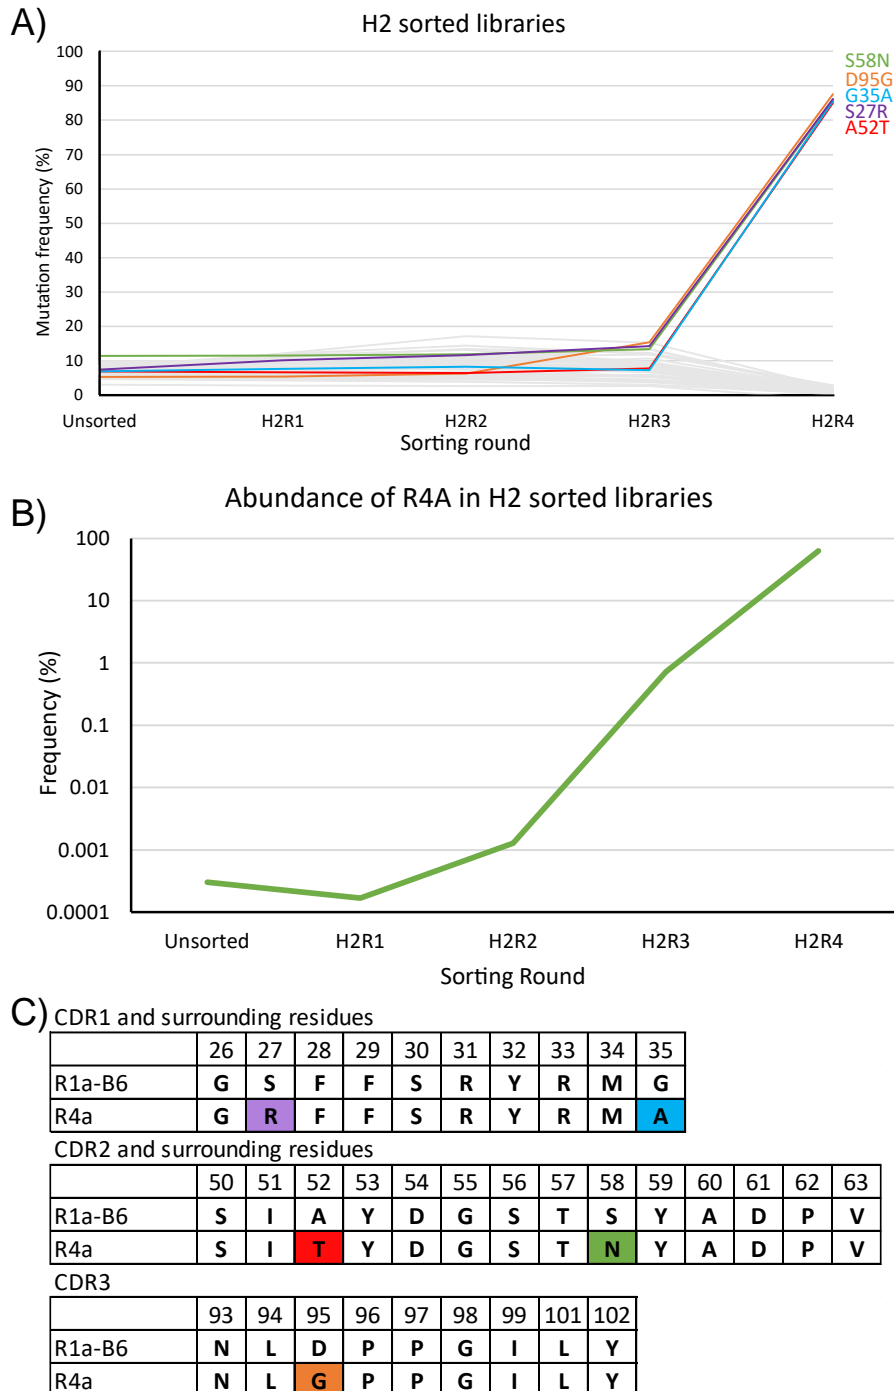 A)
H2 sorted libraries
Mutation frequency (%)
100
90
80
70
60
50
40
30
20
10
0
S58N
D95G
G35A
S27R
A52T
Unsorted H2R1 H2R2 H2R3 H2R4
Sorting round
B)
Abundance of R4A in H2 sorted libraries
Frequency (%)
100
10
1
0.1
0.01
0.001
0.0001
Unsorted H2R1 H2R2 H2R3 H2R4
Sorting Round
C)
CDR1 and surrounding residues
26 27 28 29 30 31 32 33 34 35
R1a-B6 G S F F S R Y R M G
R4a G R F F S R Y R M A
CDR2 and surrounding residues
50 51 52 53 54 55 56 57 58 59 60 61 62 63
R1a-B6 S I A Y D G S T S Y A D P V
R4a S I T Y D G S T N Y A D P V
CDR3
93 94 95 96 97 98 99 101 102
R1a-B6 N L D P P G I L Y
R4a N L G P P G I L Y